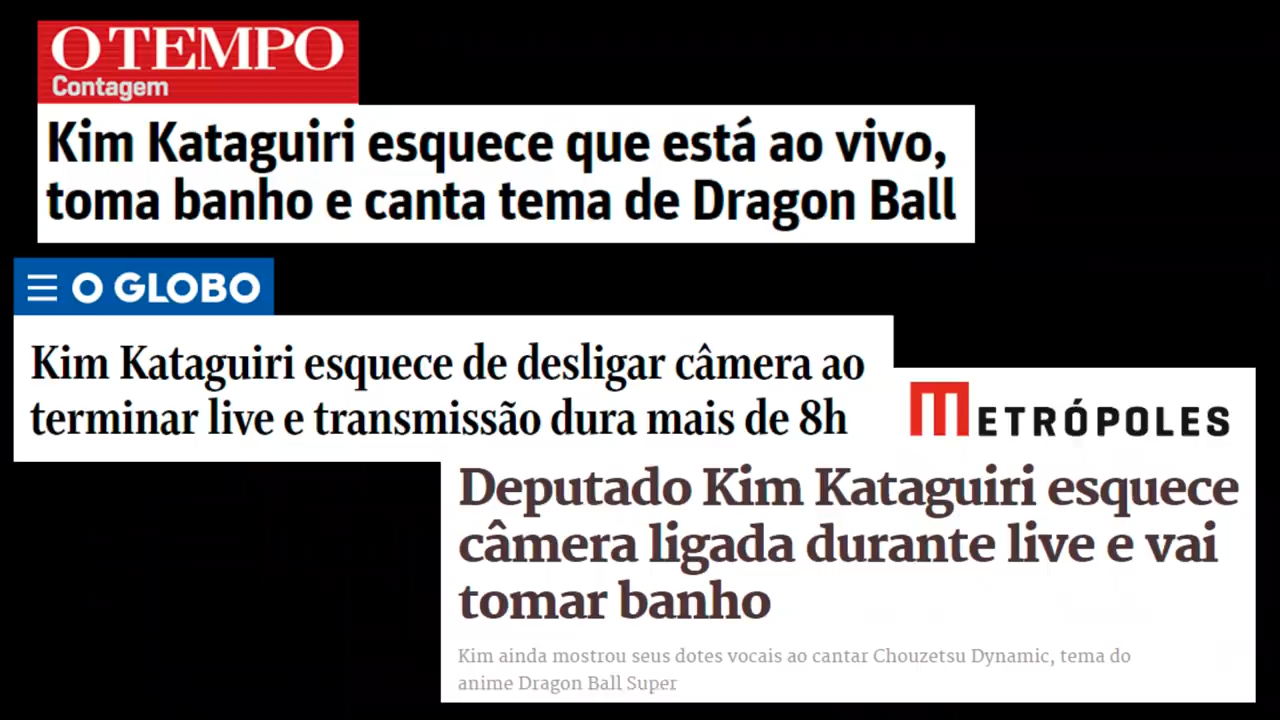 O TEMPO
Contagem
Kim Kataguiri esquece que está ao vivo,
toma banho e canta tema de Dragon Ball
O GLOBO
Kim Kataguiri esquece de desligar câmera ao
terminar live e transmissão dura mais de 8h
METRÓPOLES
Deputado Kim Kataguiri esquece
câmera ligada durante live e vai
tomar banho
Kim ainda mostrou seus dotes vocais ao cantar Chouzetsu Dynamic, tema do
anime Dragon Ball Super